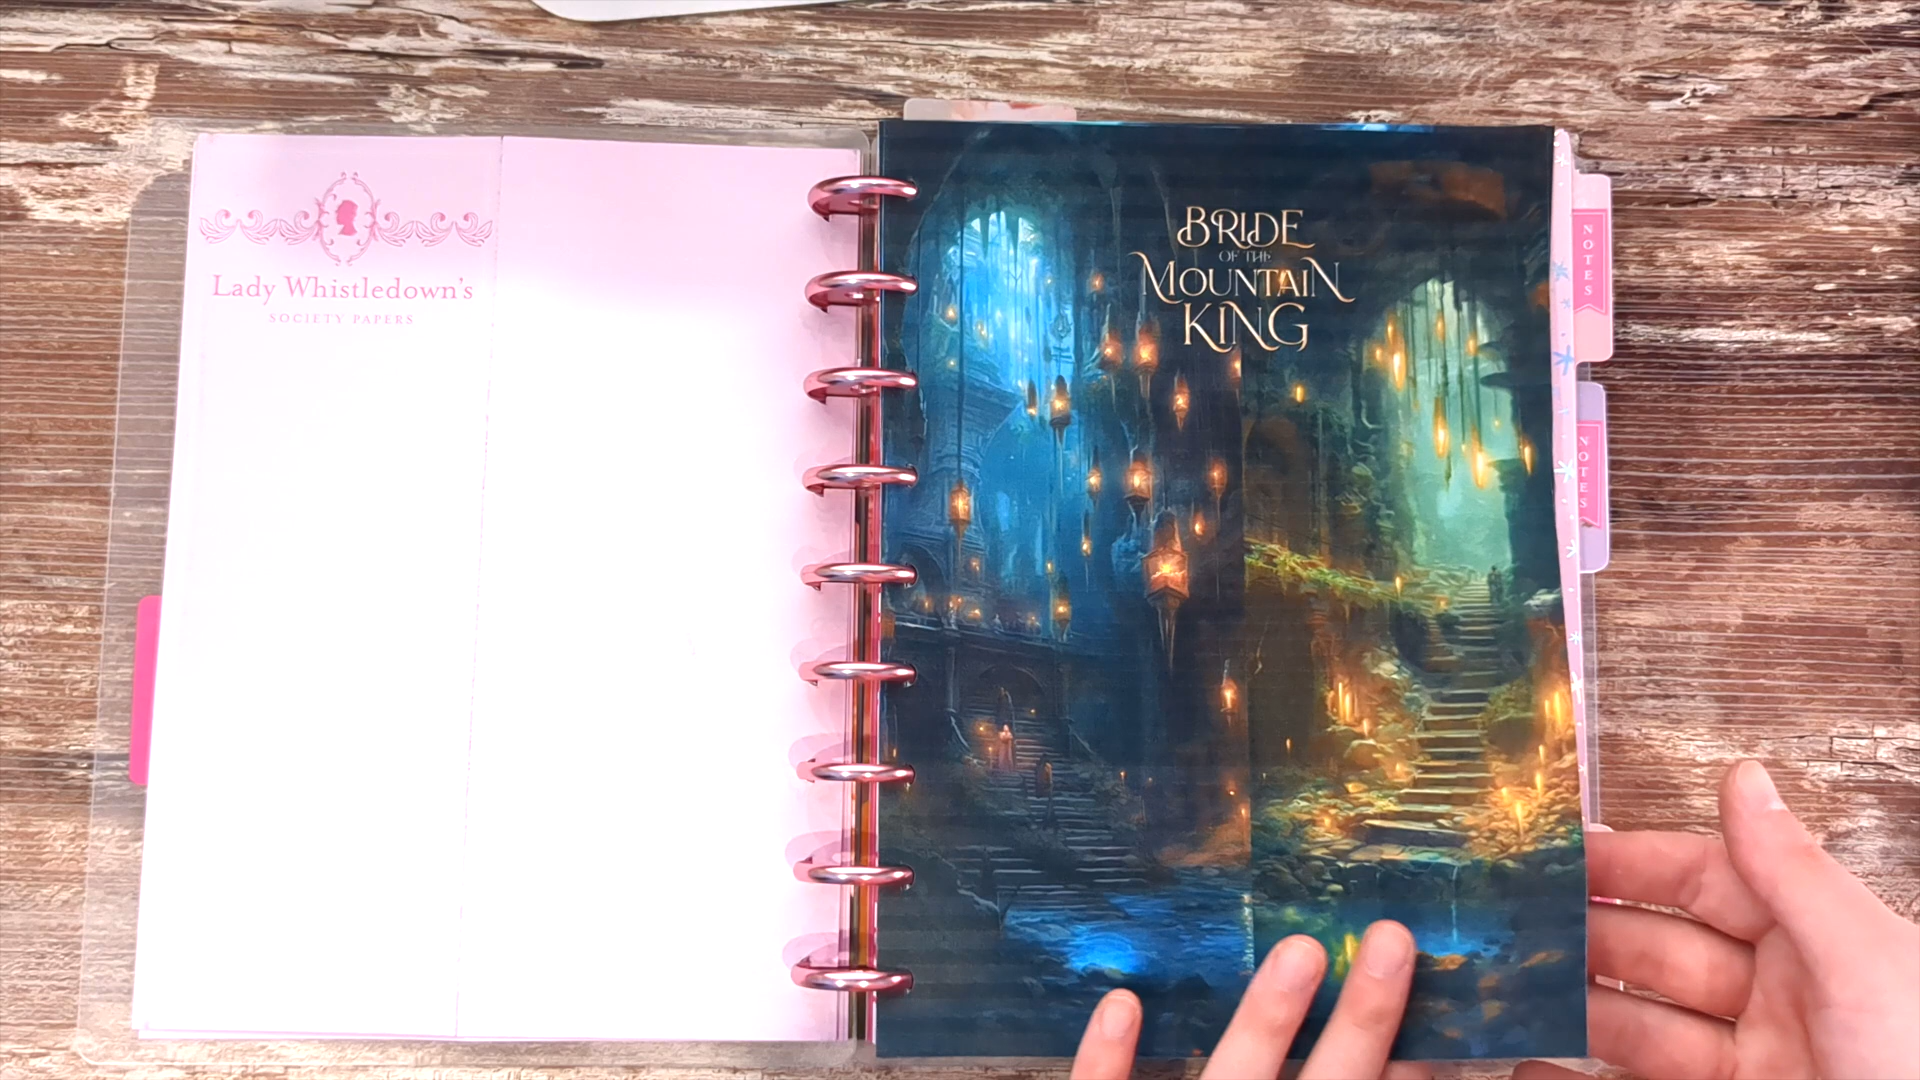 Lady Whistledown's
SOCIETY PAPERS
BRIDE
OF THE
MOUNTAIN
KING
NOTES
NOTES